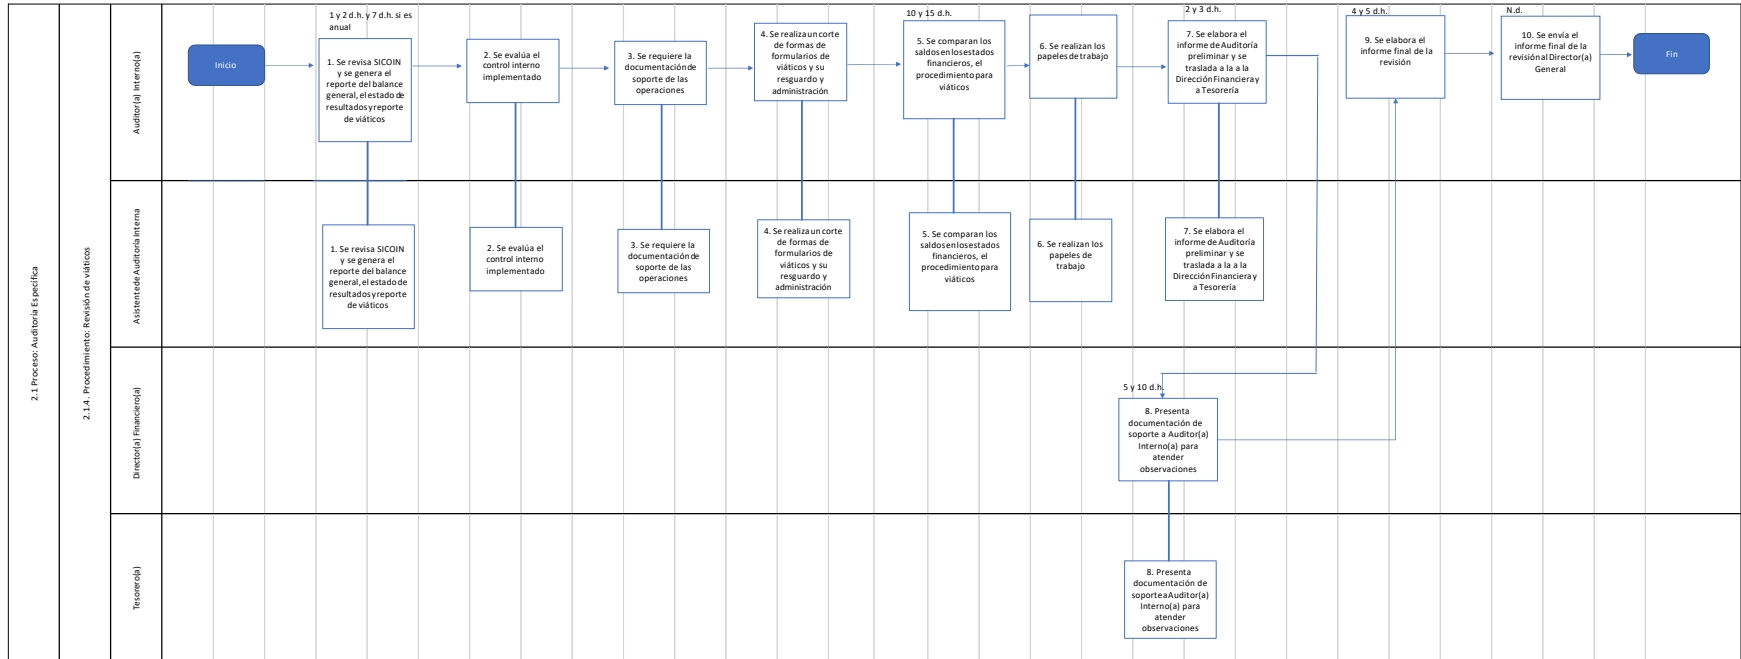 2.1 Proceso: Auditoría Específica
2.1.4. Procedimiento: Revisión de viáticos
Auditor(a) Interno(a)
Inicio
1 y 2 d.h. y 7 d.h. si es
anual
1. Se revisa SICOIN
y se genera el
reporte del balance
general, el estado de
resultados y reporte
de viáticos
2. Se evalúa el
control interno
implementado
3. Se requiere la
documentación de
soporte de las
operaciones
4. Se realiza un corte
de formas de
formularios de
viáticos y su
resguardo y
administración
10 y 15 d.h.
5. Se comparan los
saldos en los estados
financieros, el
procedimiento para
viáticos
6. Se realizan los
papeles de trabajo
2 y 3 d.h.
7. Se elabora el
informe de Auditoría
preliminar y se
traslada a la a la
Dirección Financiera y
a Tesorería
4 y 5 d.h.
9. Se elabora el
informe final de la
revisión
N.d.
10. Se envía el
informe final de la
revisión al Director(a)
General
Fin
Asistente de Auditoría Interna
1. Se revisa SICOIN
y se genera el
reporte del balance
general, el estado de
resultados y reporte
de viáticos
2. Se evalúa el
control interno
implementado
3. Se requiere la
documentación de
soporte de las
operaciones
4. Se realiza un corte
de formas de
formularios de
viáticos y su
resguardo y
administración
5. Se comparan los
saldos en los estados
financieros, el
procedimiento para
viáticos
6. Se realizan los
papeles de
trabajo
7. Se elabora el
informe de Auditoría
preliminar y se
traslada a la a la
Dirección Financiera y
a Tesorería
Director(a) Financiero(a)
5 y 10 d.h.
8. Presenta
documentación de
soporte a Auditor(a)
Interno(a) para
atender
observaciones
Tesorero(a)
8. Presenta
documentación de
soporte a Auditor(a)
Interno(a) para
atender
observaciones